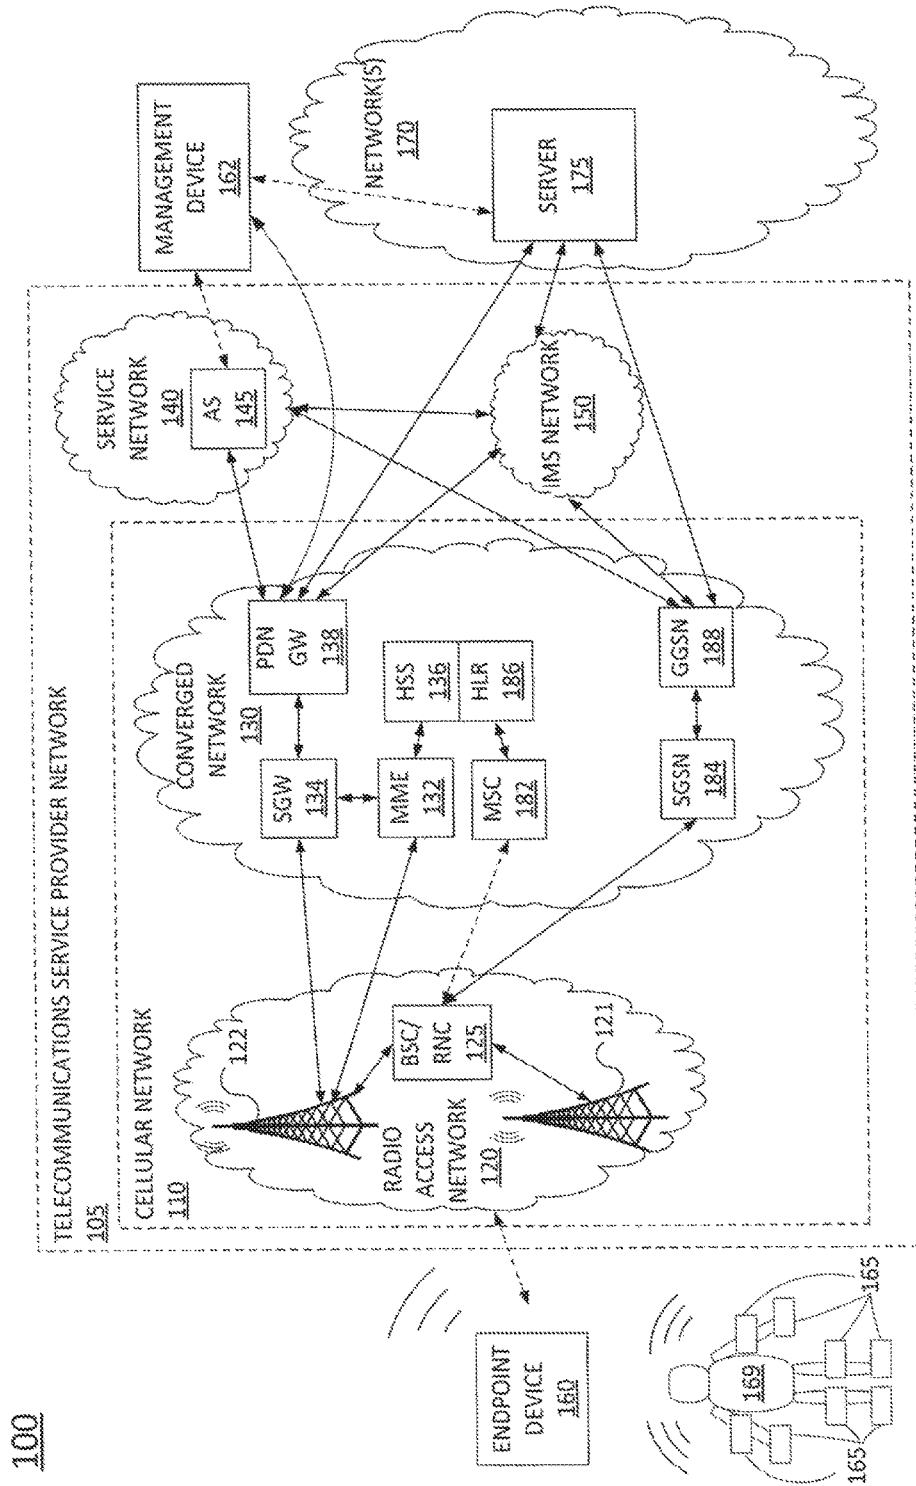 100
TELECOMMUNICATIONS SERVICE PROVIDER NETWORK
105
CELLULAR NETWORK
110
ENDPOINT
DEVICE
160
169
165
165
RADIO
ACCESS
NETWORK
120
122
121
BSC/
RNC
125
CONVERGED
NETWORK
130
SGW
134
MME
132
MSC
182
SGSN
184
PDN
GW
138
HSS
136
HLR
186
GGSN
188
SERVICE
NETWORK
140
AS
145
IMS NETWORK
150
MANAGEMENT
DEVICE
162
NETWORK(S)
170
SERVER
175